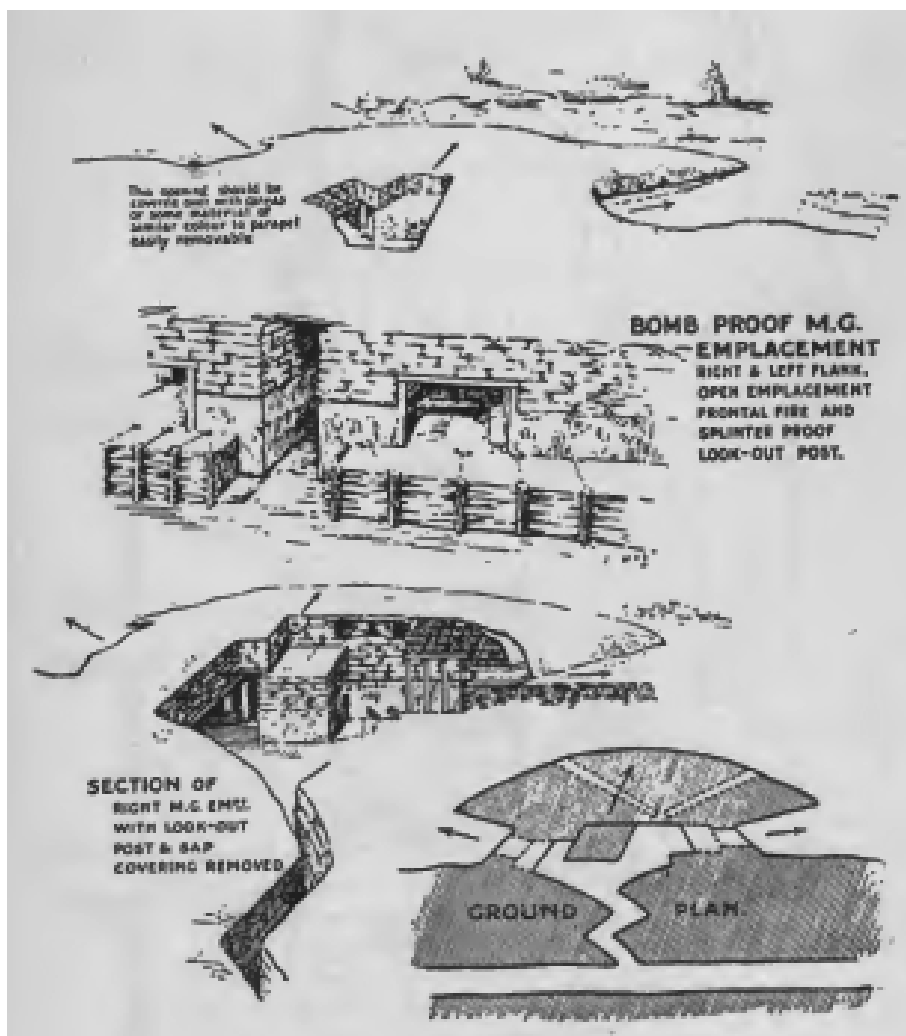 This opening should be
covered over with canvas
or some material of
similar colour to parapet
easily removable
BOMB PROOF M.G.
EMPLACEMENT
RIGHT & LEFT FLANK.
OPEN EMPLACEMENT
FRONTAL FIRE AND
SPLINTER PROOF
LOOK-OUT POST.
SECTION OF
RIGHT M.G. EMPLT.
WITH LOOK-OUT
POST & SAP
COVERING REMOVED
GROUND PLAN.